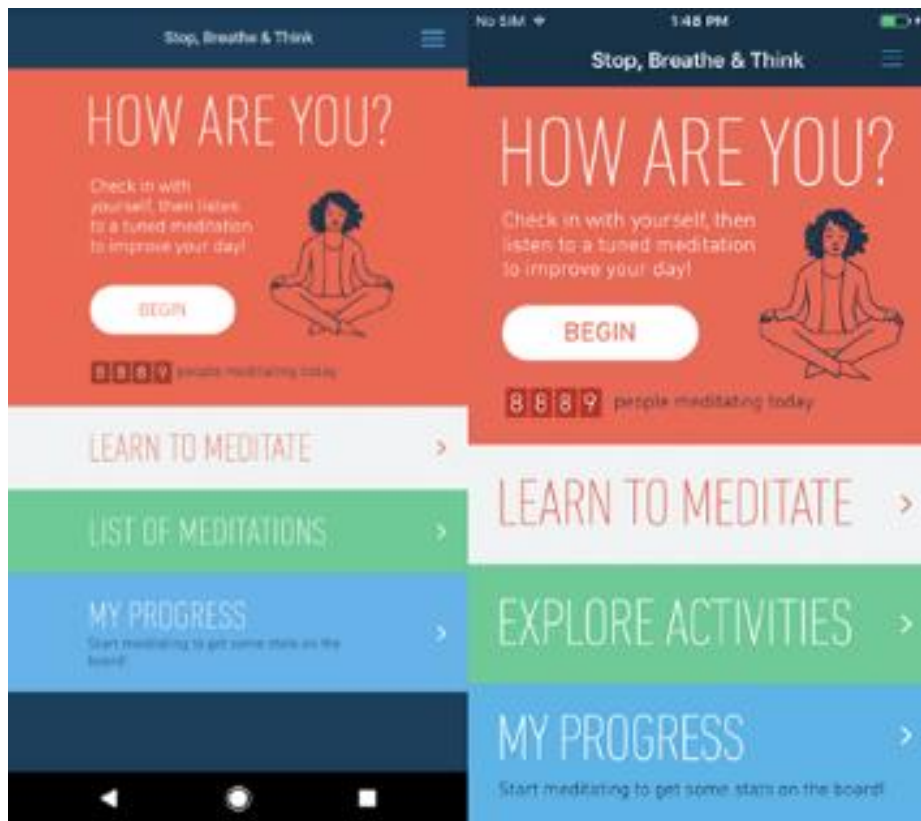 Stop, Breathe & Think
HOW ARE YOU?
Check in with
yourself, then listen
to a tuned meditation
to improve your day!
BEGIN
8889 people meditating today
LEARN TO MEDITATE
LIST OF MEDITATIONS
MY PROGRESS
Start meditating to get some stats on the
board!
No SIM 1:48 PM
Stop, Breathe & Think
HOW ARE YOU?
Check in with yourself, then
listen to a tuned meditation
to improve your day!
BEGIN
8889 people meditating today
LEARN TO MEDITATE
EXPLORE ACTIVITIES
MY PROGRESS
Start meditating to get some stats on the board!